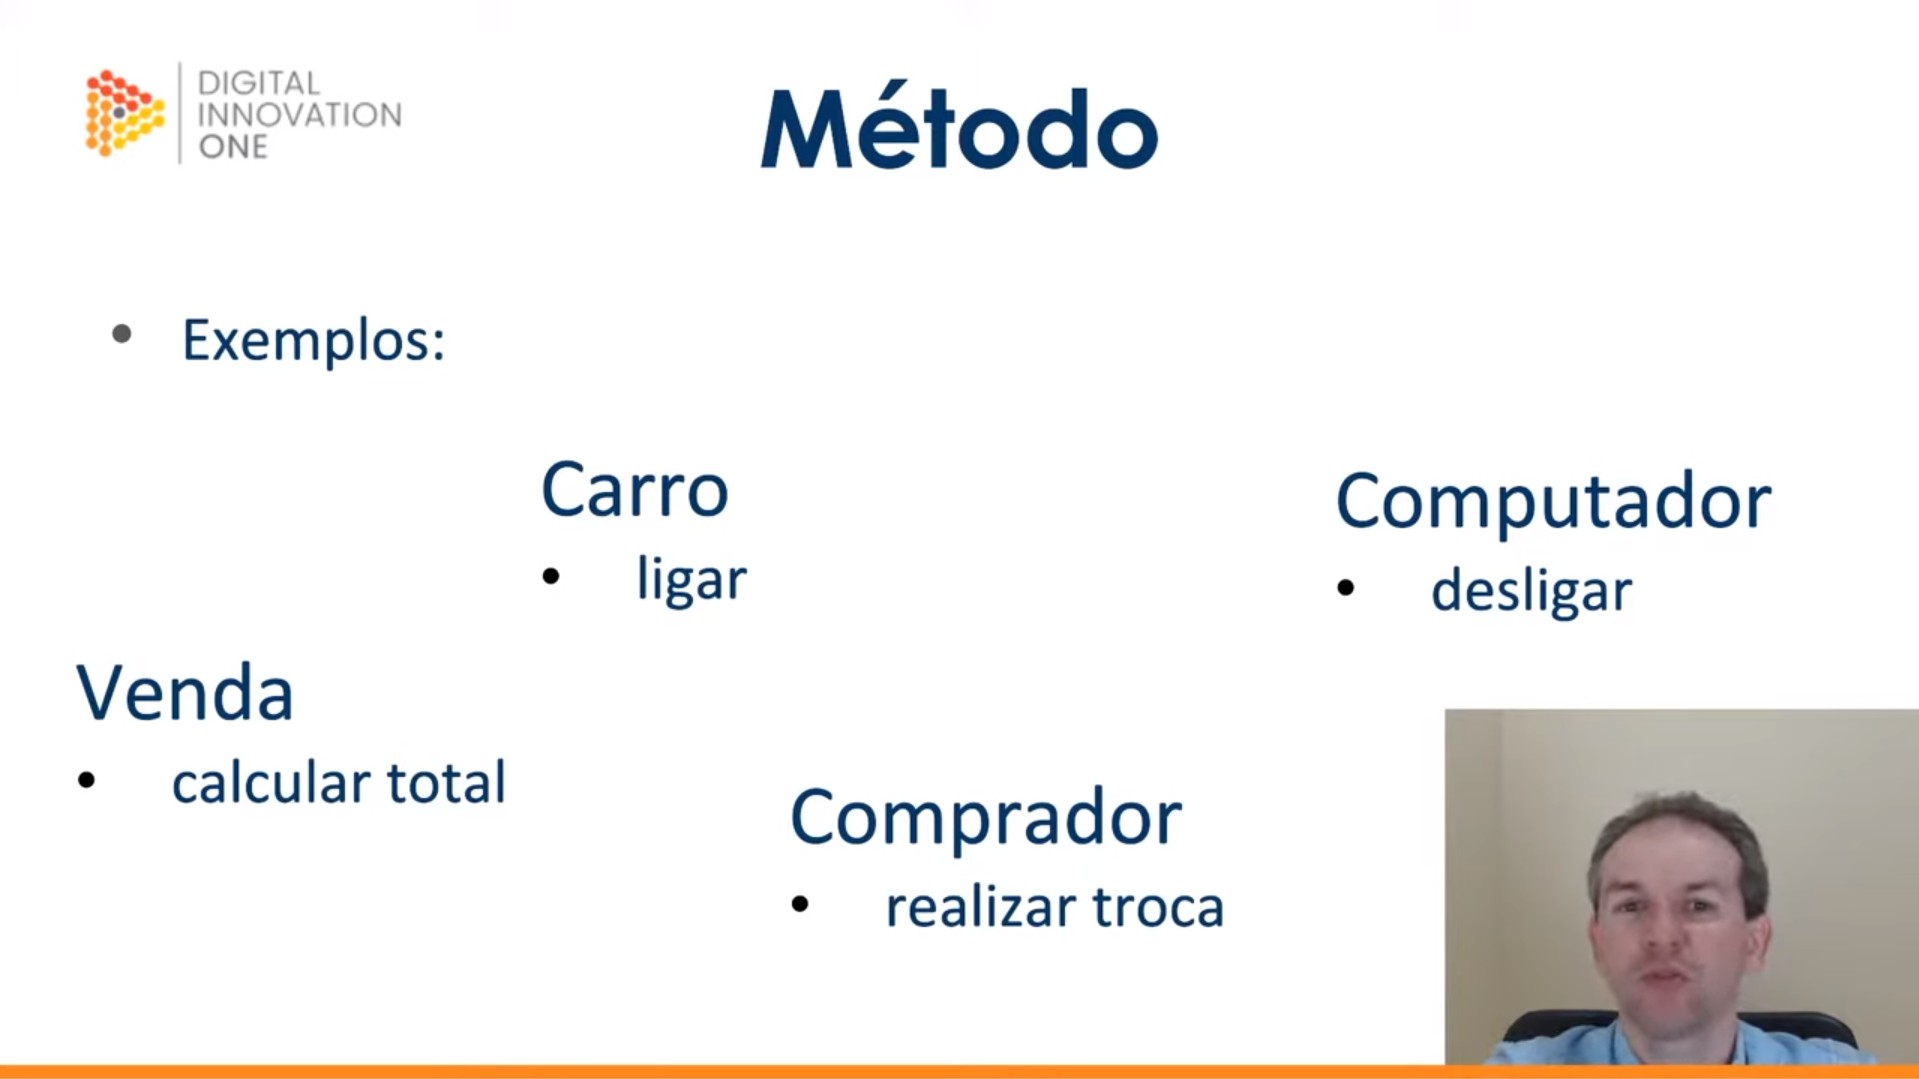 DIGITAL
INNOVATION
ONE
Método
• Exemplos:
Carro
• ligar
Computador
• desligar
Venda
• calcular total
Comprador
• realizar troca